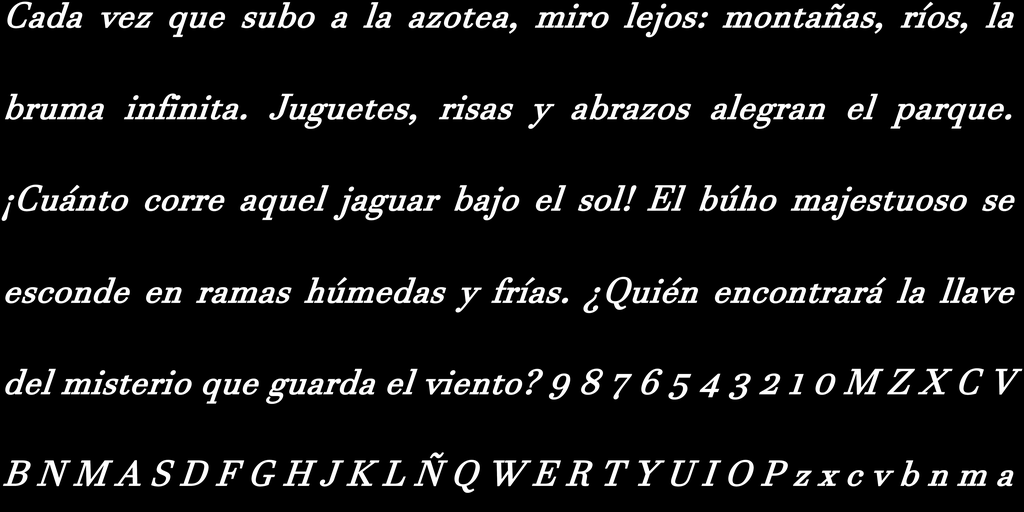 Cada vez que subo a la azotea, miro lejos: montañas, ríos, la
bruma infinita. Juguetes, risas y abrazos alegran el parque.
¡Cuánto corre aquel jaguar bajo el sol! El búho majestuoso se
esconde en ramas húmedas y frías. ¿Quién encontrará la llave
del misterio que guarda el viento? 9 8 7 6 5 4 3 2 1 0 M Z X C V
B N M A S D F G H J K L Ñ Q W E R T Y U I O P z x c v b n m a